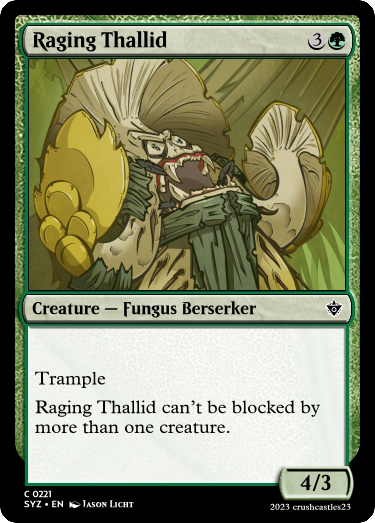 Raging Thallid 3
Creature — Fungus Berserker
Trample
Raging Thallid can't be blocked by
more than one creature.
C 0221
SYZ • EN Jason Licht
4/3
2023 crushcastles23